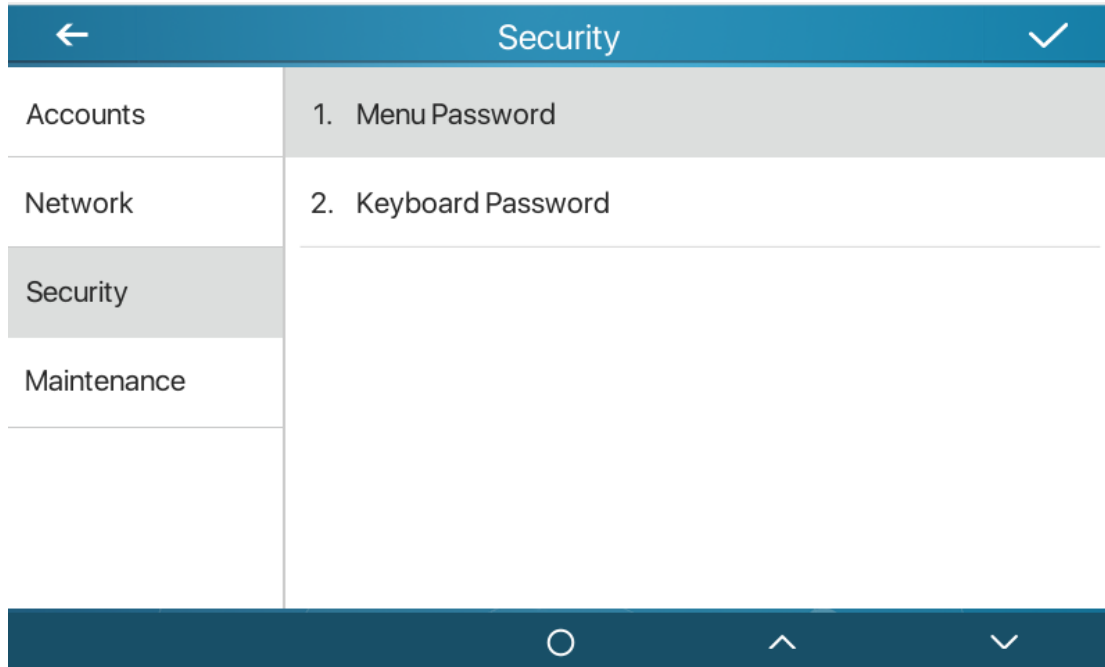 Security
Accounts
Network
Security
Maintenance
1. Menu Password
2. Keyboard Password